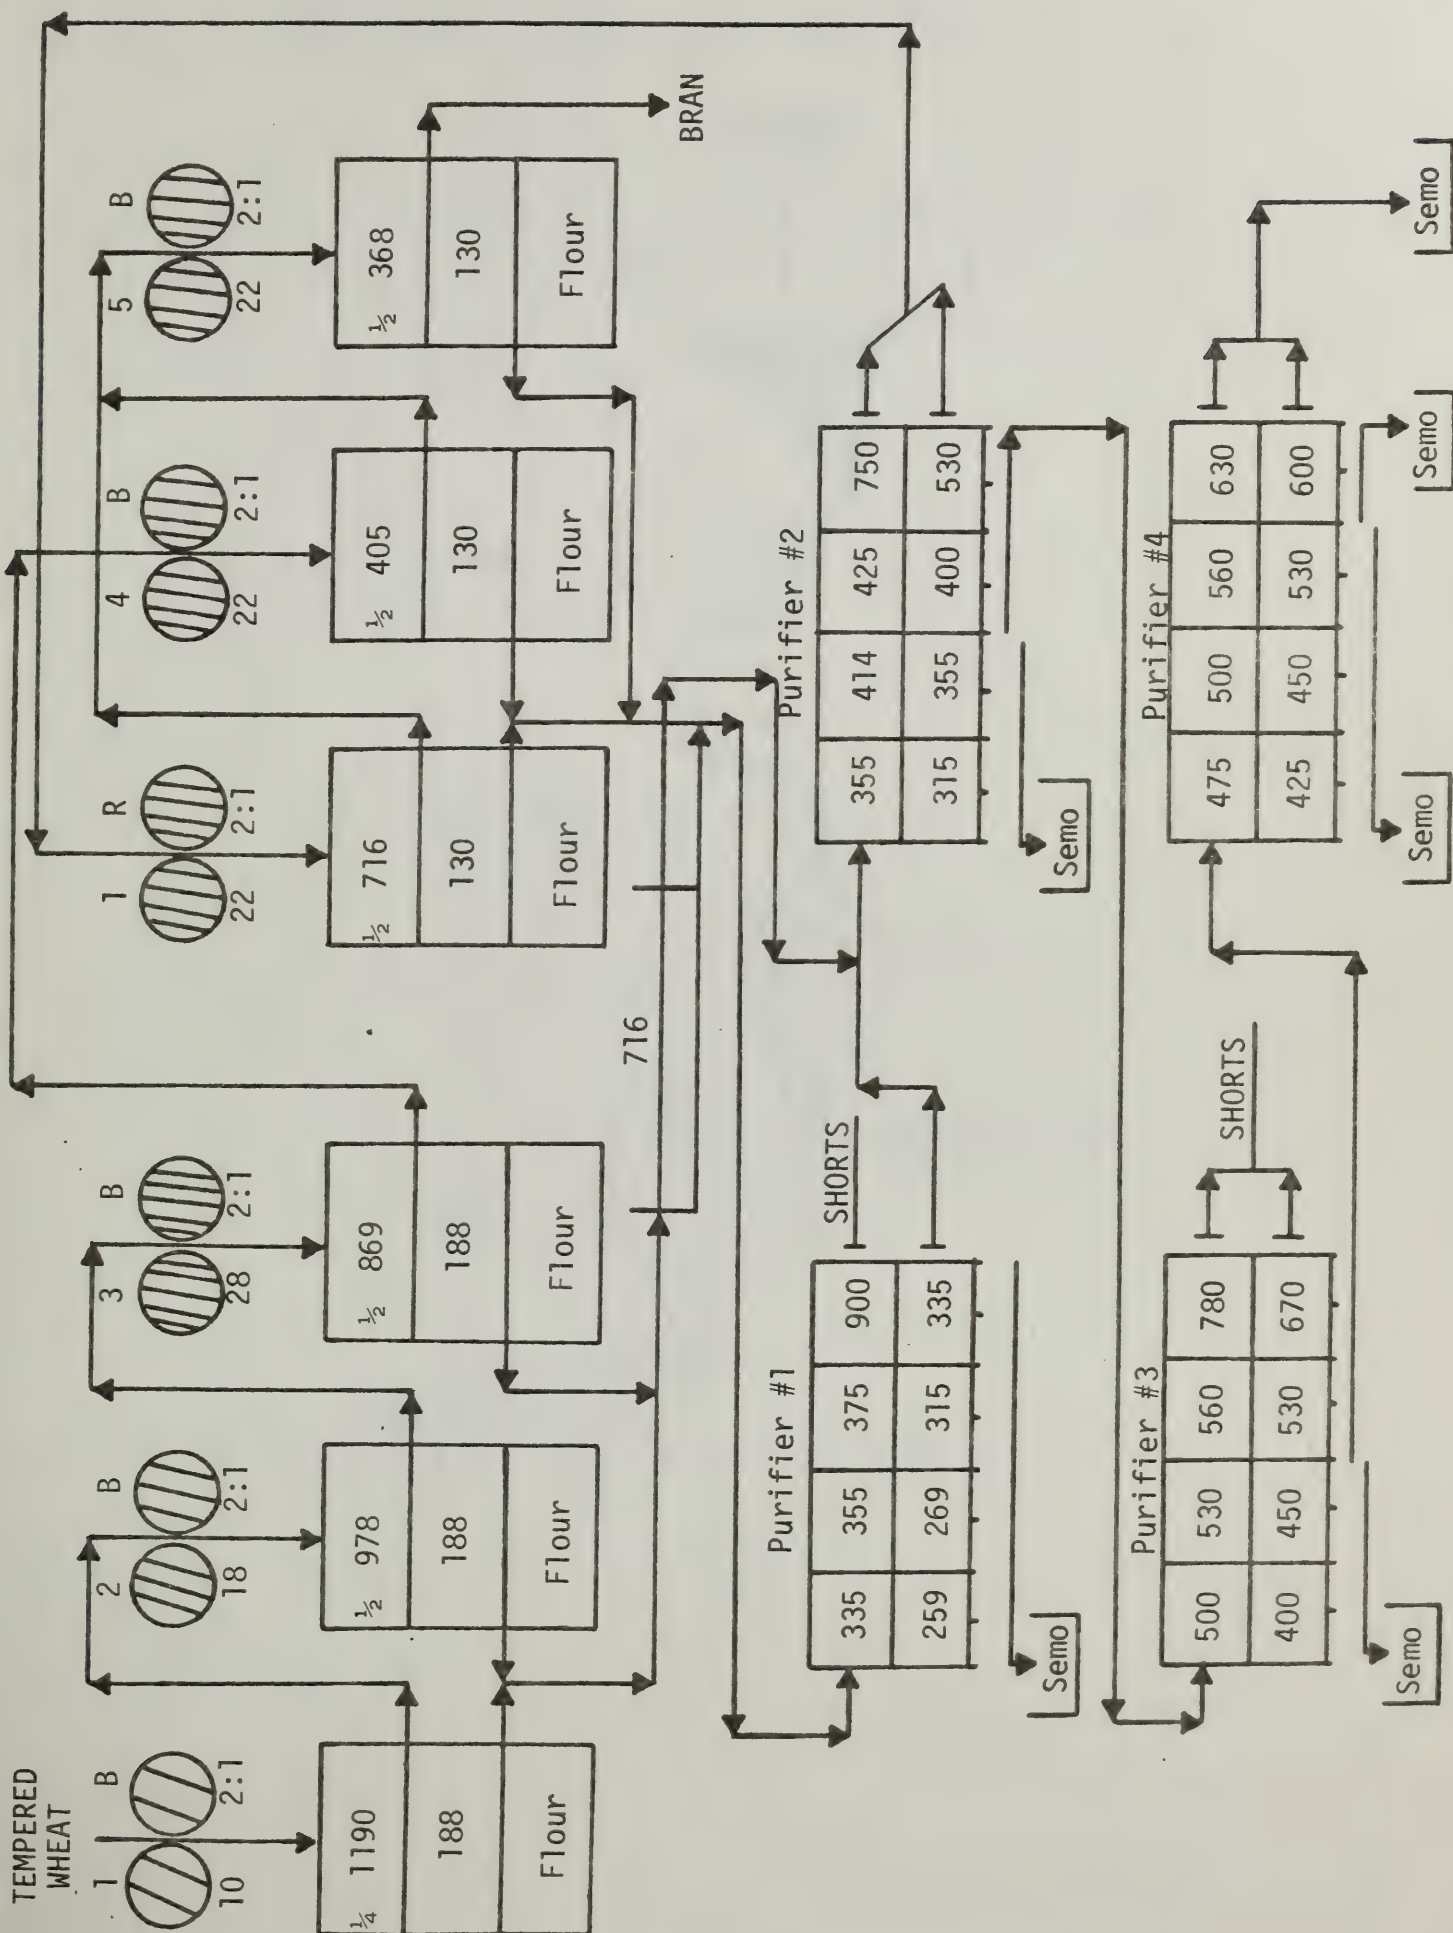 TEMPERED
WHEAT
1 B
10 2:1
1/4 1190
188
Flour
2 B
18 2:1
1/2 978
188
Flour
3 B
28 2:1
1/2 869
188
Flour
1 R
22 2:1
1/2 716
130
Flour
4 B
22 2:1
1/2 405
130
Flour
5 B
22 2:1
1/2 368
130
Flour
BRAN
716
Purifier #1
335 355 375 900
259 269 315 335
SHORTS
Semo
Purifier #2
355 414 425 750
315 355 400 530
Semo
Purifier #3
500 530 560 780
400 450 530 670
SHORTS
Semo
Purifier #4
475 500 560 630
425 450 530 600
Semo
Semo
Semo